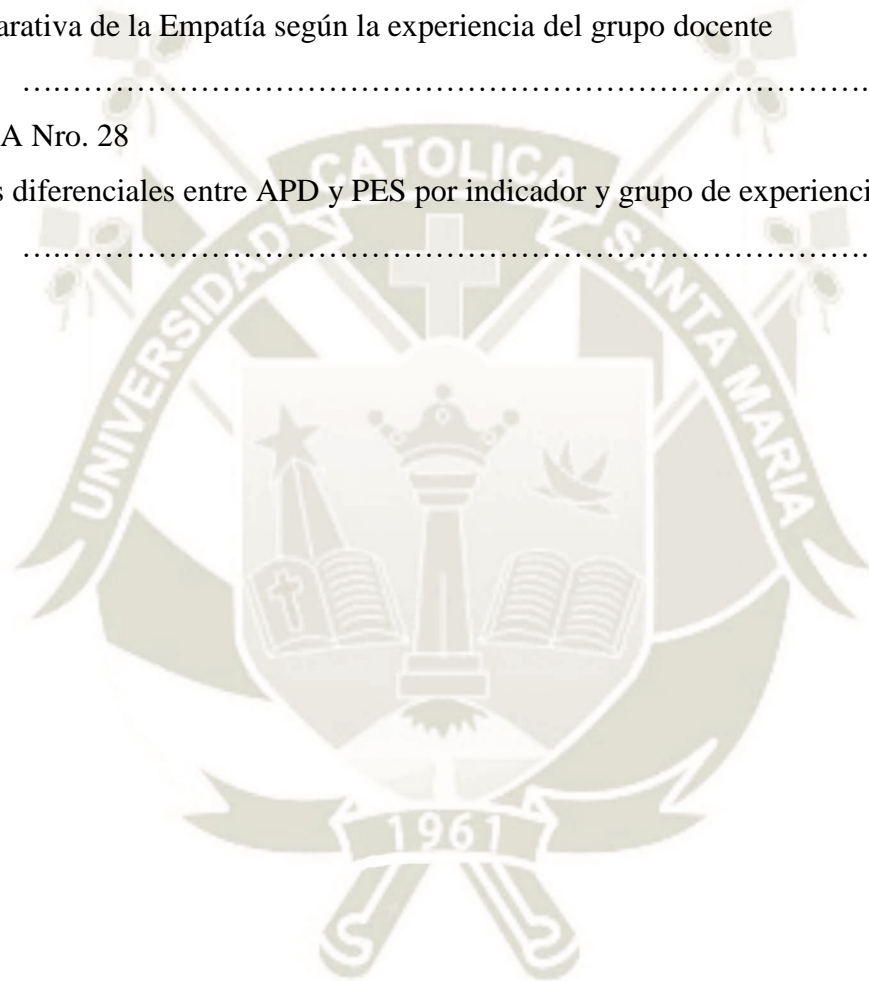 arativa de la Empatía según la experiencia del grupo docente
….…………………………………………………………………….
A Nro. 28
s diferenciales entre APD y PES por indicador y grupo de experienci
….…………………………………………………………………….
UNIVERSIDAD CATOLICA SANTA MARIA
1961